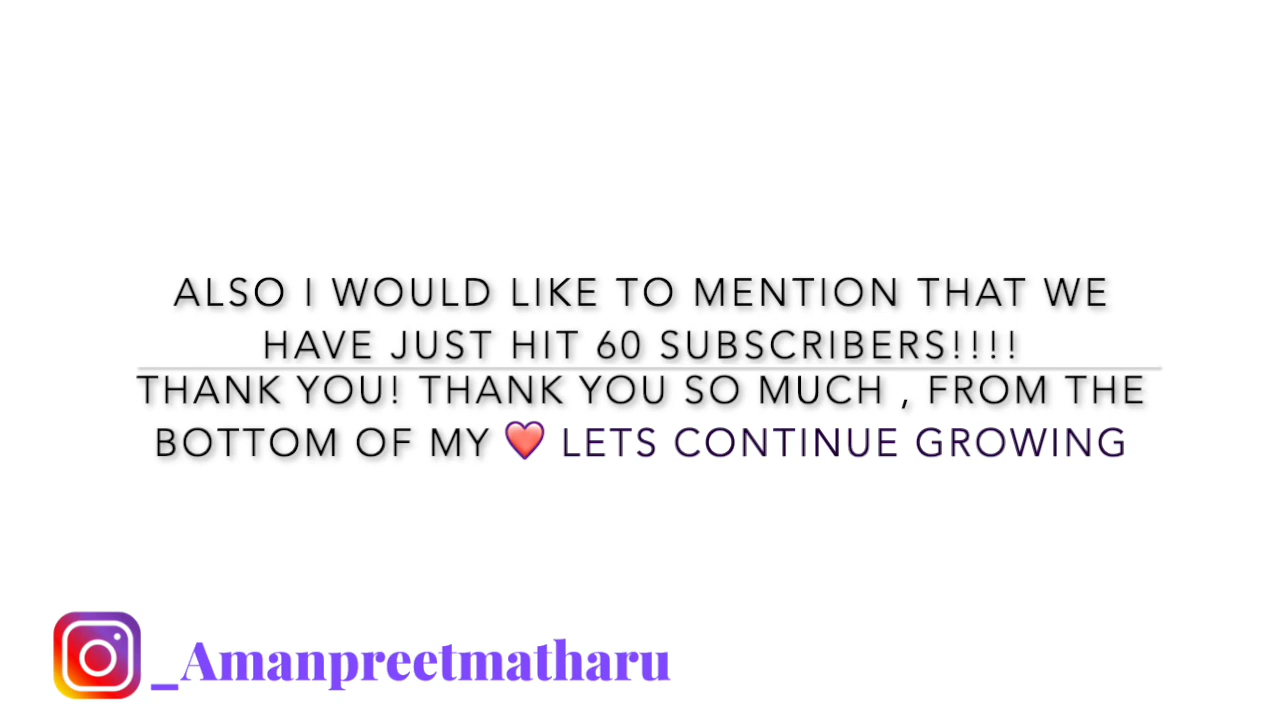 ALSO I WOULD LIKE TO MENTION THAT WE
HAVE JUST HIT 60 SUBSCRIBERS!!!!
THANK YOU! THANK YOU SO MUCH , FROM THE
BOTTOM OF MY ❤️ LETS CONTINUE GROWING
_Amanpreetmatharu